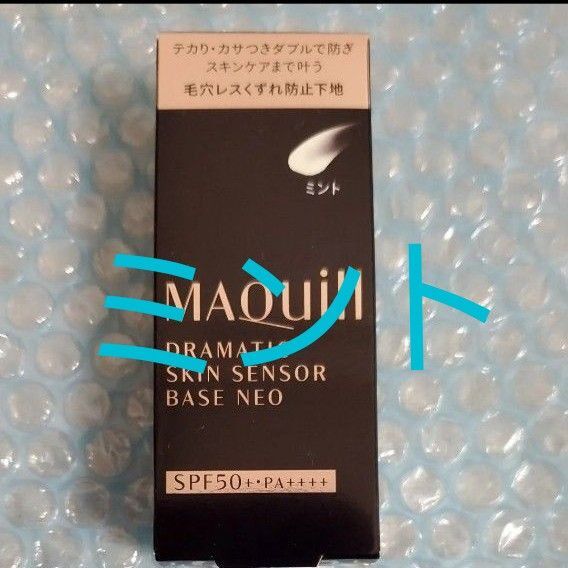 テカリ・カサつきダブルで防ぎ
スキンケアまで叶う
毛穴レスくずれ防止下地
ミント
MAQuill
ミント
DRAMATIC
SKIN SENSOR
BASE NEO
SPF50+・PA++++